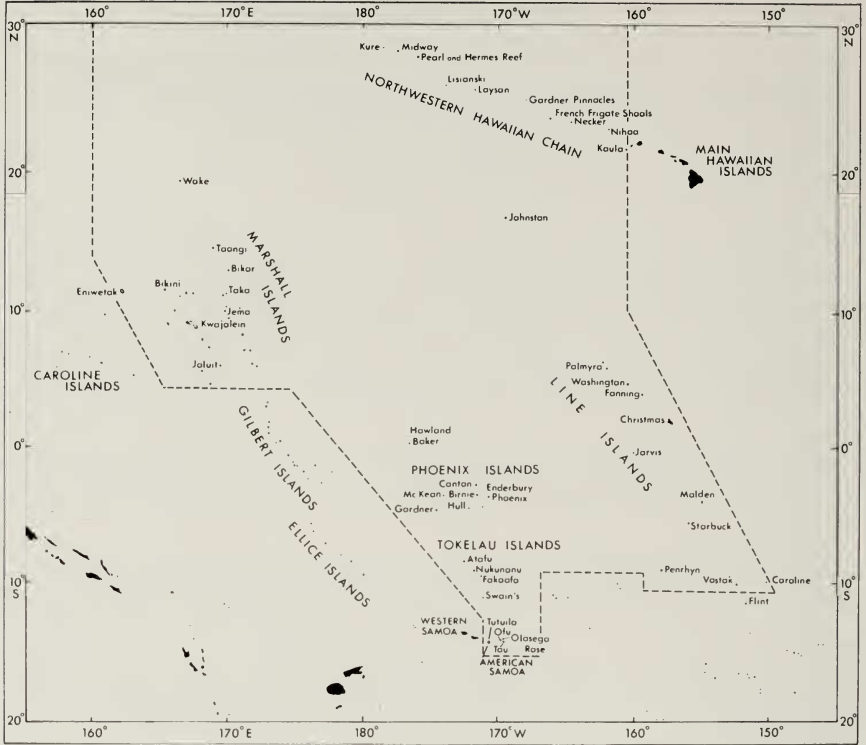 160°
170° E
180°
170° W
160°
150°
30°
N
30°
N
Kure
Midway
Pearl and Hermes Reef
Lisianski
Laysan
NORTHWESTERN HAWAIIAN CHAIN
Gardner Pinnacles
French Frigate Shoals
Necker
Nihoa
Kaula
MAIN
HAWAIIAN
ISLANDS
20°
20°
Wake
Johnston
MARSHALL
ISLANDS
Taongi
Bikar
Bikini
Taka
Eniwetak
Jemo
Kwajalein
Jaluit
10°
10°
CAROLINE
ISLANDS
Palmyra
Washington
Fanning
LINE ISLANDS
Christmas
GILBERT ISLANDS
Howland
Baker
0°
0°
Jarvis
PHOENIX ISLANDS
Canton
Enderbury
Mc Kean
Birnie
Phoenix
Gardner
Hull
Malden
Starbuck
ELLICE ISLANDS
TOKELAU ISLANDS
Atafu
Nukunonu
Fakaofo
Swain's
Penrhyn
Vostok
Caroline
Flint
10°
S
10°
S
WESTERN
SAMOA
Tutuila
Ofu
Olosega
Tau
Rose
AMERICAN
SAMOA
20°
20°
160°
170°
180°
170° W
160°
150°